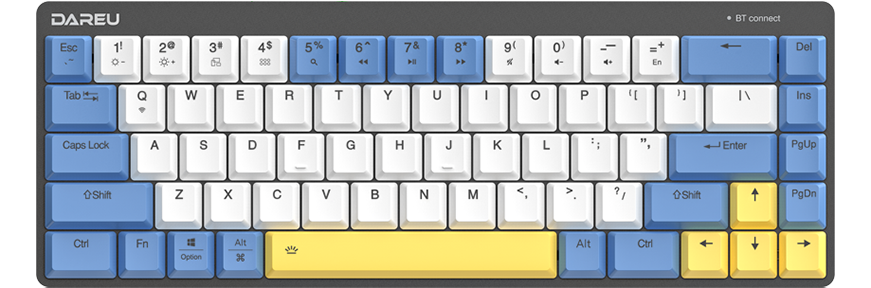 DAREU BT connect
Esc ~ 1! 2@ 3# 4$ 5% 6^ 7& 8* 9( 0) —- =+ ← Del
En
Tab Q W E R T Y U I O P {[ }] |\ Ins
Caps Lock A S D F G H J K L :; ”, Enter PgUp
⇧Shift Z X C V B N M <, >. ?/ ⇧Shift ↑ PgDn
Ctrl Fn Option Alt ⌘ Alt Ctrl ← ↓ →